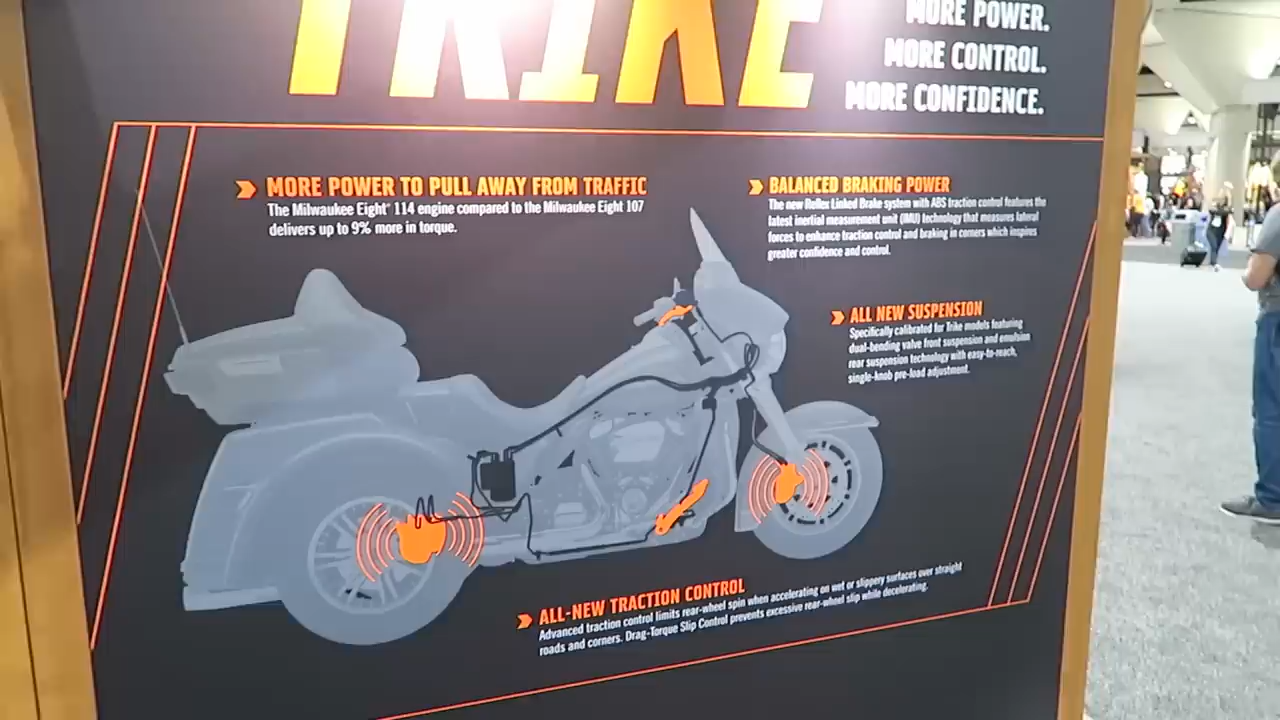 TRIKE
MORE POWER.
MORE CONTROL.
MORE CONFIDENCE.
MORE POWER TO PULL AWAY FROM TRAFFIC
The Milwaukee Eight® 114 engine compared to the Milwaukee Eight 107
delivers up to 9% more in torque.
BALANCED BRAKING POWER
The new Reflex Linked Brake system with ABS traction control features the
latest inertial measurement unit (IMU) technology that measures lateral
forces to enhance traction control and braking in corners which inspires
greater confidence and control.
ALL NEW SUSPENSION
Specifically calibrated for Trike models featuring
dual-bending valve front suspension and emulsion
rear suspension technology with easy-to-reach,
single-knob pre-load adjustment.
ALL-NEW TRACTION CONTROL
Advanced traction control limits rear-wheel spin when accelerating on wet or slippery surfaces over straight
roads and corners. Drag-Torque Slip Control prevents excessive rear-wheel slip while decelerating.